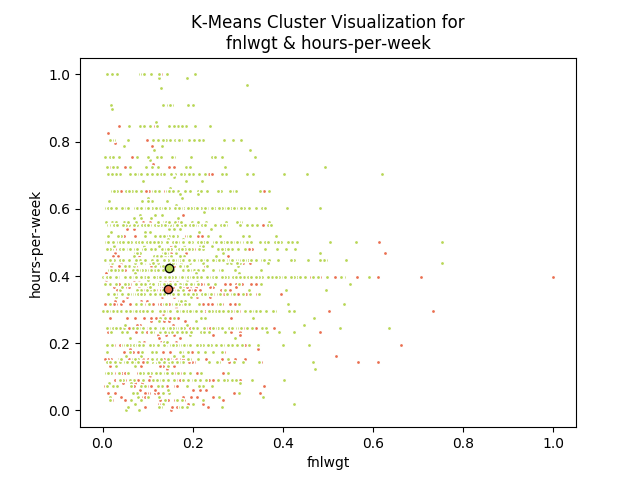 K-Means Cluster Visualization for
fnlwgt & hours-per-week
1.0
0.8
0.6
0.4
0.2
0.0
hours-per-week
0.0 0.2 0.4 0.6 0.8 1.0
fnlwgt